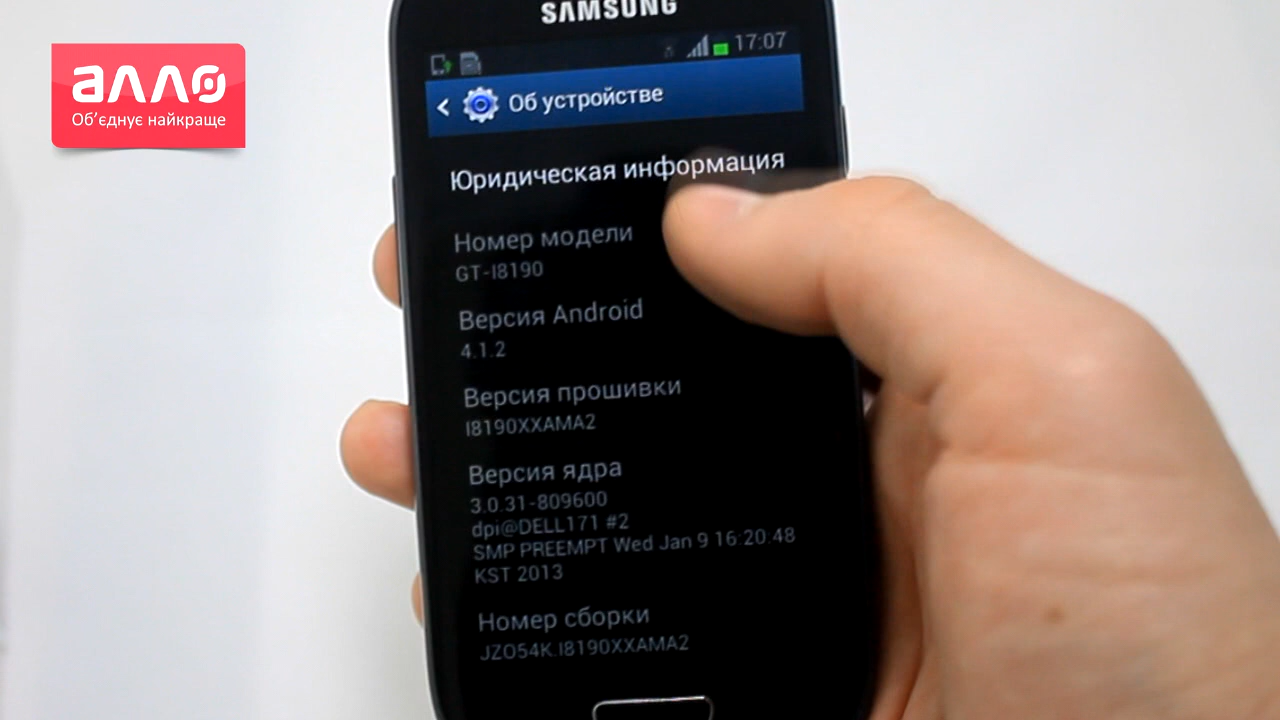 SAMSUNG
алло
Об'єднує найкраще
17:07
Об устройстве
Юридическая информация
Номер модели
GT-I8190
Версия Android
4.1.2
Версия прошивки
I8190XXAMA2
Версия ядра
3.0.31-809600
dpi@DELL171 #2
SMP PREEMPT Wed Jan 9 16:20:48
KST 2013
Номер сборки
JZO54K.I8190XXAMA2